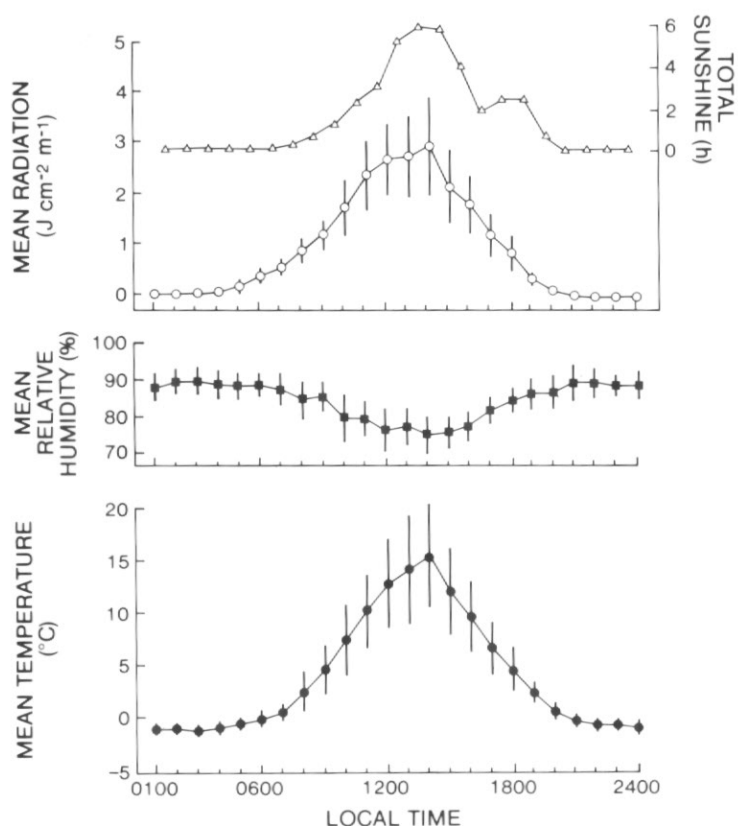 MEAN RADIATION
(J cm⁻² m⁻¹)
5
4
3
2
1
0
6
4
2
0
TOTAL
SUNSHINE (h)
MEAN
RELATIVE
HUMIDITY (%)
100
90
80
70
MEAN TEMPERATURE
(°C)
20
15
10
5
0
−5
0100 0600 1200 1800 2400
LOCAL TIME